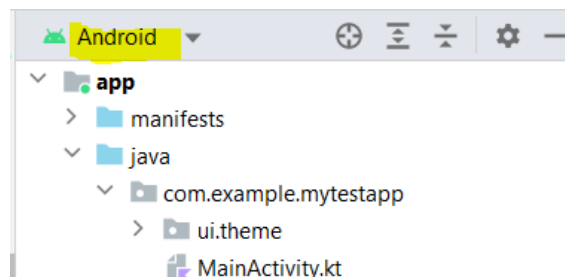 Android
app
manifests
java
com.example.mytestapp
ui.theme
MainActivity.kt